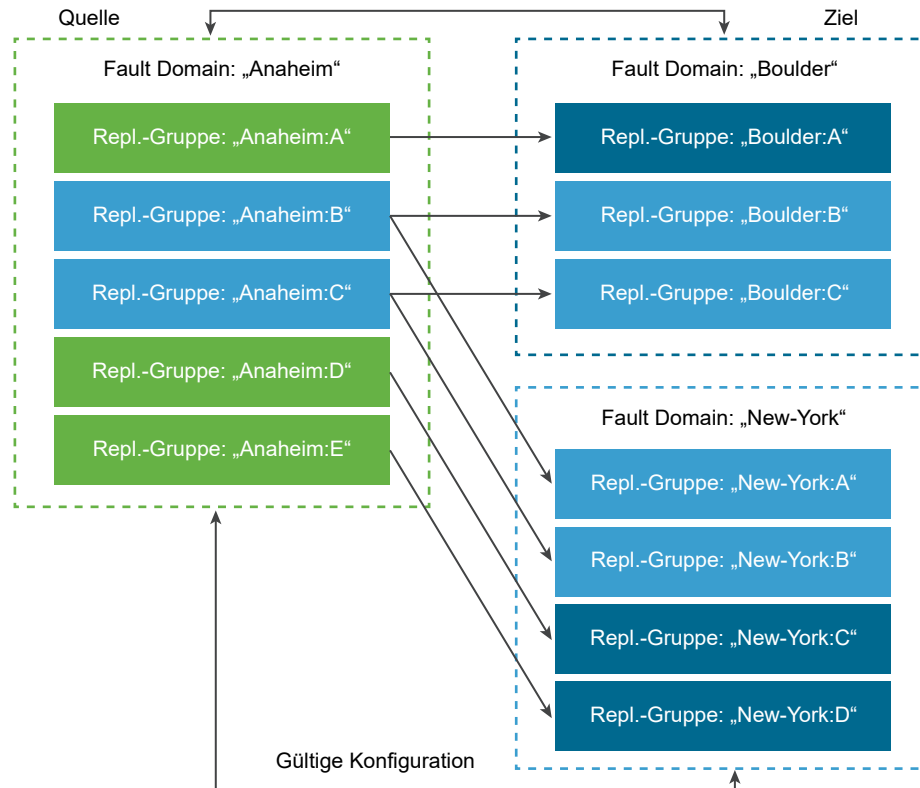 Quelle
Ziel
Fault Domain: „Anaheim“
Repl.-Gruppe: „Anaheim:A“
Repl.-Gruppe: „Anaheim:B“
Repl.-Gruppe: „Anaheim:C“
Repl.-Gruppe: „Anaheim:D“
Repl.-Gruppe: „Anaheim:E“
Fault Domain: „Boulder“
Repl.-Gruppe: „Boulder:A“
Repl.-Gruppe: „Boulder:B“
Repl.-Gruppe: „Boulder:C“
Fault Domain: „New-York“
Repl.-Gruppe: „New-York:A“
Repl.-Gruppe: „New-York:B“
Repl.-Gruppe: „New-York:C“
Repl.-Gruppe: „New-York:D“
Gültige Konfiguration